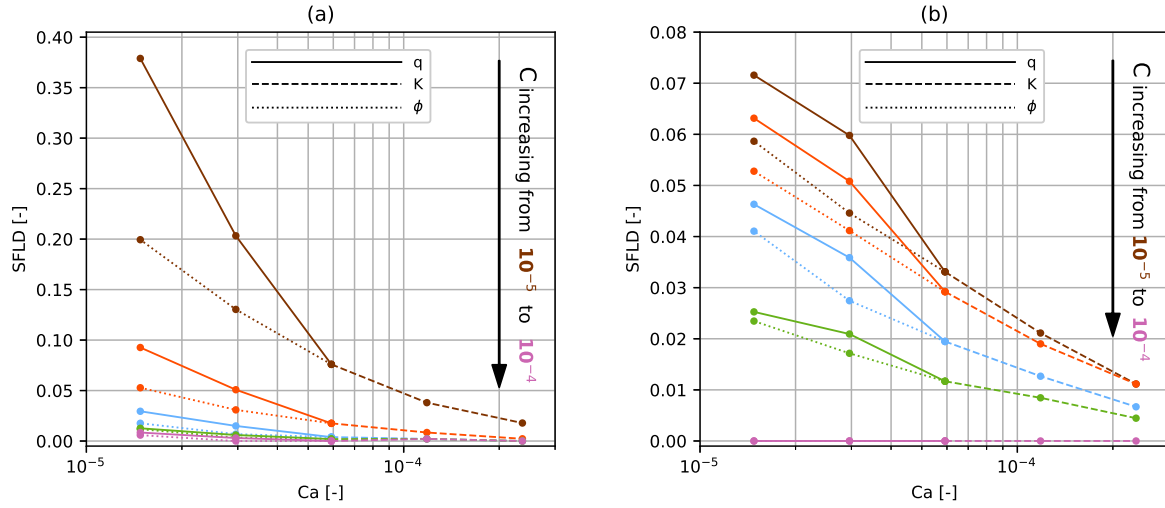 (a)
0.40
0.35
0.30
0.25
0.20
0.15
0.10
0.05
0.00
SFLD [-]
10⁻⁵
10⁻⁴
Ca [-]
q
K
ϕ
C increasing from 10⁻⁵ to 10⁻⁴
(b)
0.08
0.07
0.06
0.05
0.04
0.03
0.02
0.01
0.00
SFLD [-]
10⁻⁵
10⁻⁴
Ca [-]
q
K
ϕ
C increasing from 10⁻⁵ to 10⁻⁴